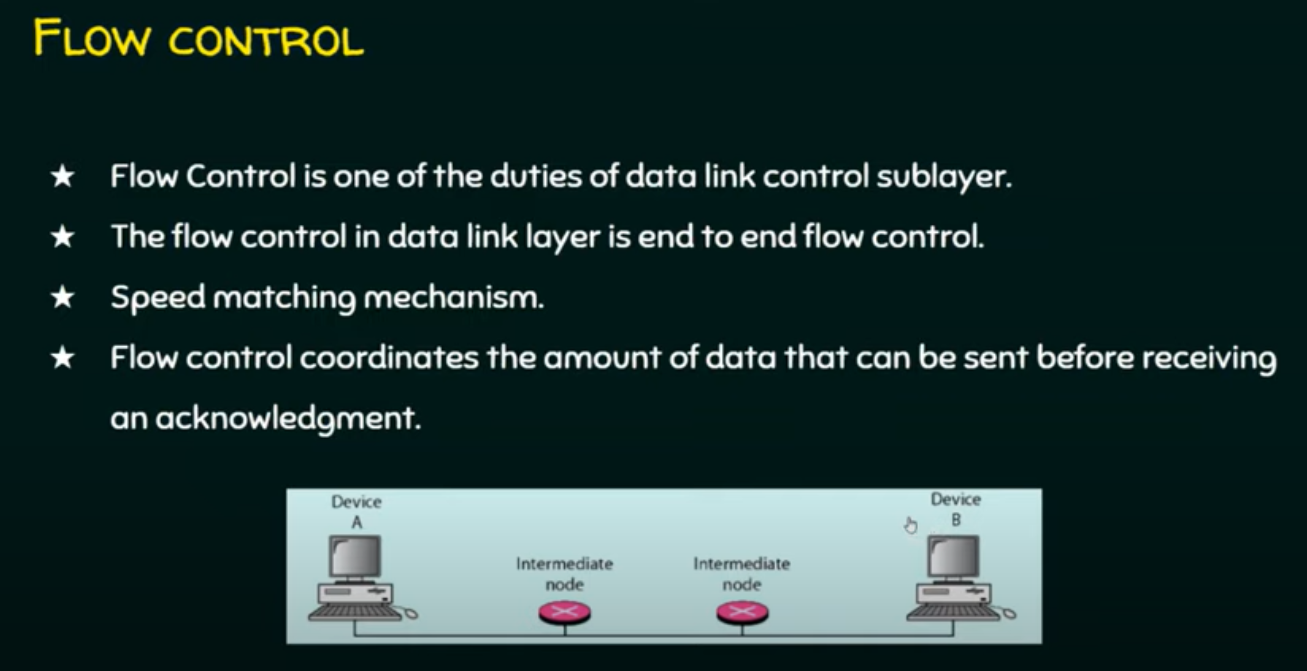 FLOW CONTROL
★ Flow Control is one of the duties of data link control sublayer.
★ The flow control in data link layer is end to end flow control.
★ Speed matching mechanism.
★ Flow control coordinates the amount of data that can be sent before receiving
an acknowledgment.
Device
A
Intermediate
node
Intermediate
node
Device
B